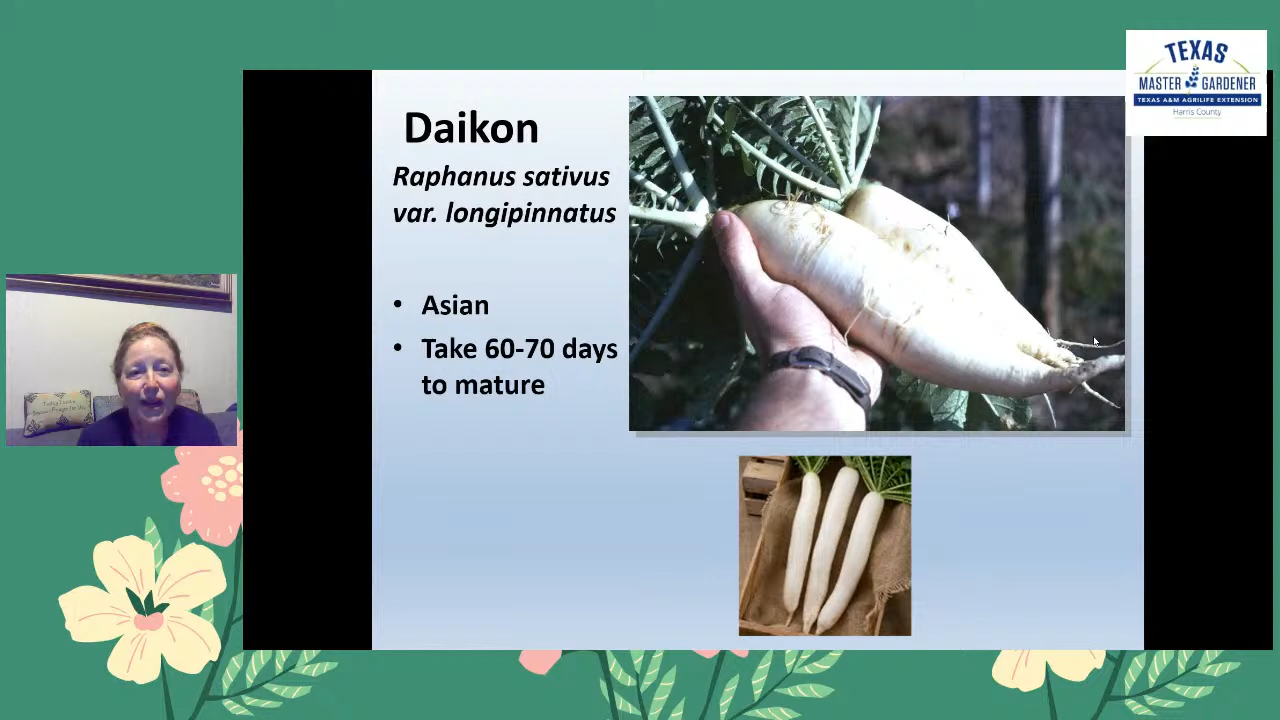 Daikon
Raphanus sativus
var. longipinnatus
• Asian
• Take 60-70 days
to mature
TEXAS
MASTER GARDENER
TEXAS A&M AGRILIFE EXTENSION
Harris County